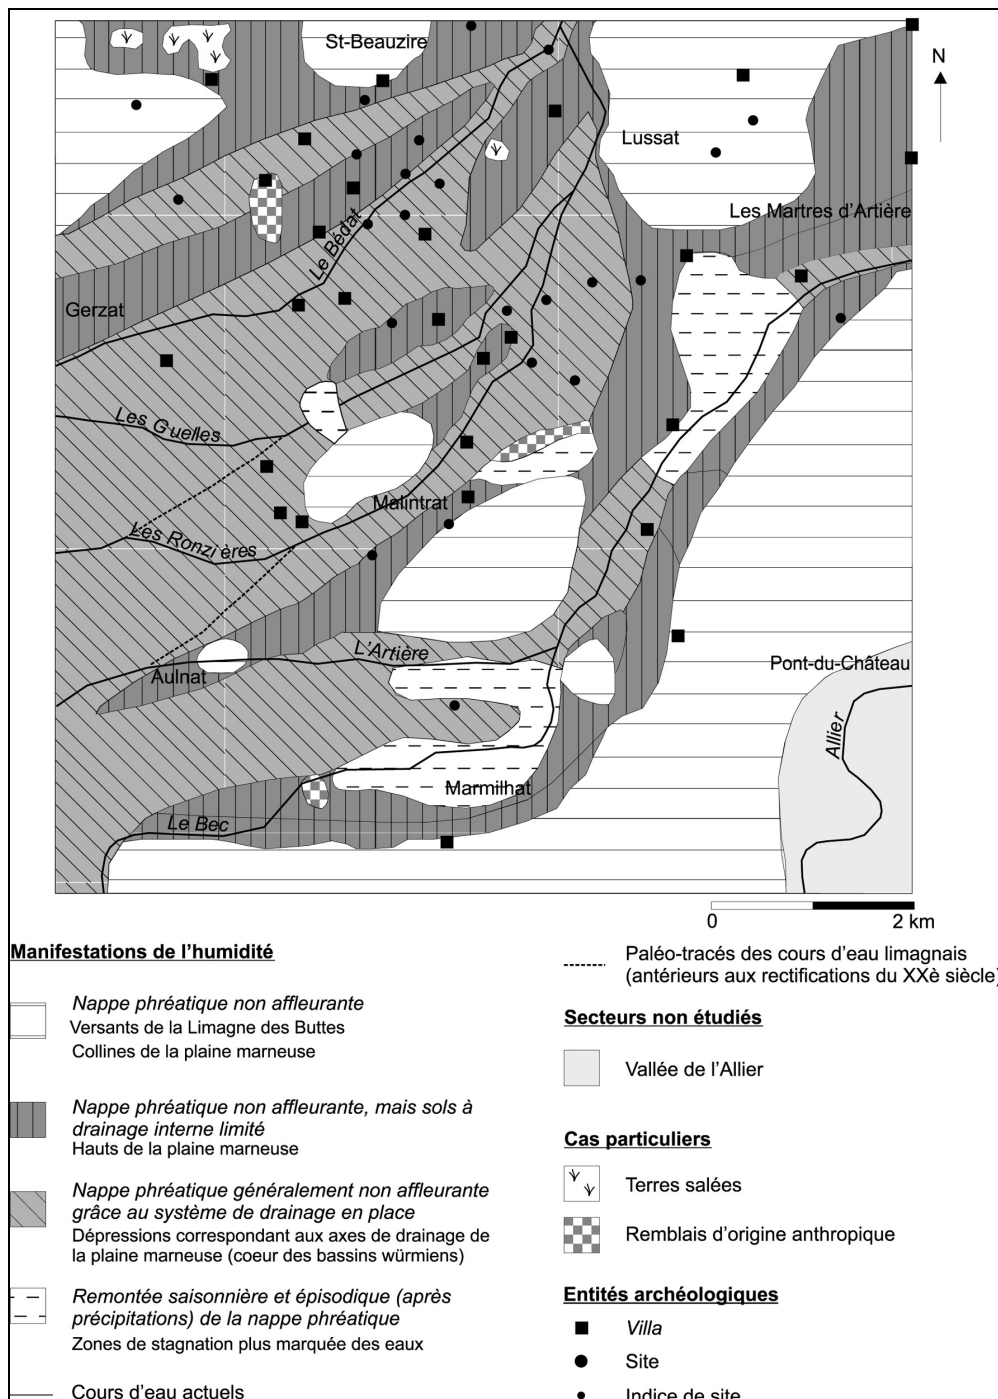 St-Beauzire
N
Lussat
Les Martres d'Artière
Le Bédat
Gerzat
Les Guelles
Malintrat
Les Ronzières
L'Artière
Aulnat
Pont-du-Château
Allier
Marmilhat
Le Bec
0 2 km
Manifestations de l'humidité
Nappe phréatique non affleurante
Versants de la Limagne des Buttes
Collines de la plaine marneuse
Nappe phréatique non affleurante, mais sols à
drainage interne limité
Hauts de la plaine marneuse
Nappe phréatique généralement non affleurante
grâce au système de drainage en place
Dépressions correspondant aux axes de drainage de
la plaine marneuse (coeur des bassins würmiens)
Remontée saisonnière et épisodique (après
précipitations) de la nappe phréatique
Zones de stagnation plus marquée des eaux
Cours d'eau actuels
Paléo-tracés des cours d'eau limagnais
(antérieurs aux rectifications du XXè siècle)
Secteurs non étudiés
Vallée de l'Allier
Cas particuliers
Terres salées
Remblais d'origine anthropique
Entités archéologiques
Villa
Site
Indice de site